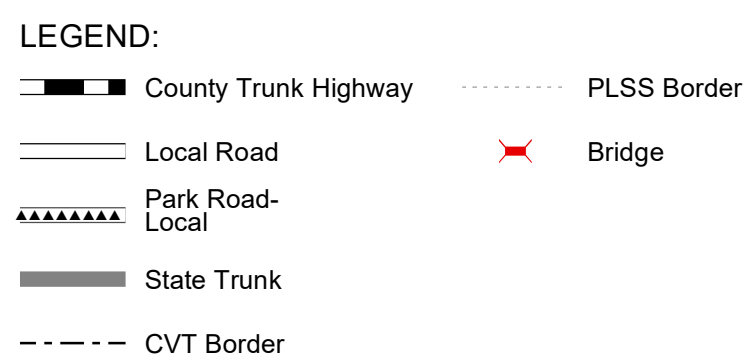 LEGEND:
County Trunk Highway
Local Road
Park Road-
Local
State Trunk
CVT Border
PLSS Border
Bridge